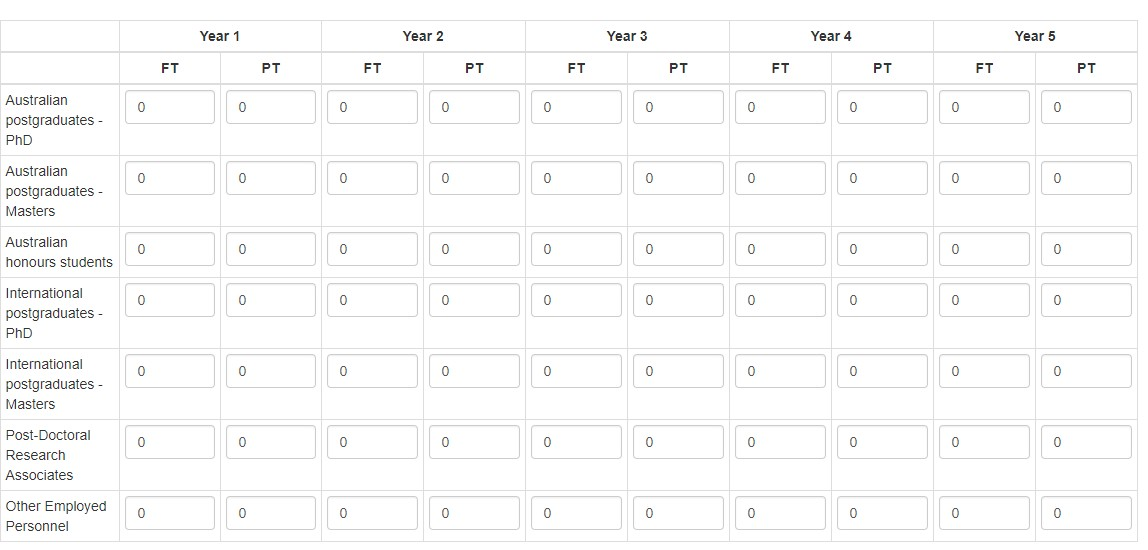 Year 1 Year 2 Year 3 Year 4 Year 5
FT PT FT PT FT PT FT PT FT PT
Australian
postgraduates -
PhD
0 0 0 0 0 0 0 0 0 0
Australian
postgraduates -
Masters
0 0 0 0 0 0 0 0 0 0
Australian
honours students
0 0 0 0 0 0 0 0 0 0
International
postgraduates -
PhD
0 0 0 0 0 0 0 0 0 0
International
postgraduates -
Masters
0 0 0 0 0 0 0 0 0 0
Post-Doctoral
Research
Associates
0 0 0 0 0 0 0 0 0 0
Other Employed
Personnel
0 0 0 0 0 0 0 0 0 0